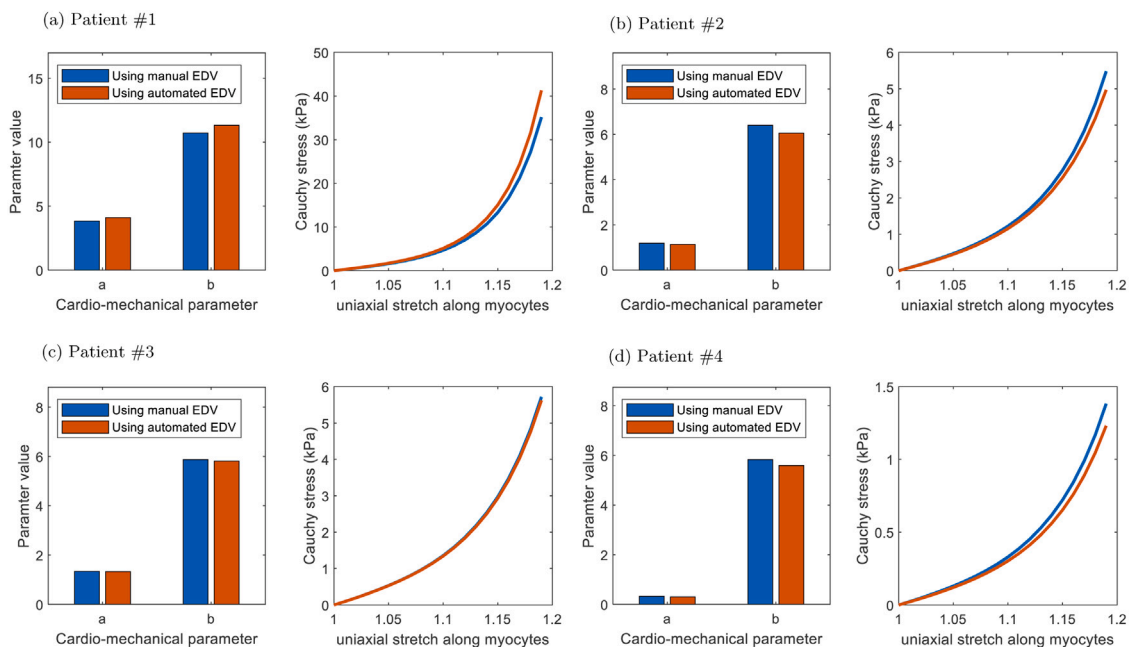 (a) Patient #1
15
10
5
0
Paramter value
Using manual EDV
Using automated EDV
a
b
Cardio-mechanical parameter
50
40
30
20
10
0
Cauchy stress (kPa)
1
1.05
1.1
1.15
1.2
uniaxial stretch along myocytes
(b) Patient #2
8
6
4
2
0
Paramter value
Using manual EDV
Using automated EDV
a
b
Cardio-mechanical parameter
6
5
4
3
2
1
0
Cauchy stress (kPa)
1
1.05
1.1
1.15
1.2
uniaxial stretch along myocytes
(c) Patient #3
8
6
4
2
0
Paramter value
Using manual EDV
Using automated EDV
a
b
Cardio-mechanical parameter
6
5
4
3
2
1
0
Cauchy stress (kPa)
1
1.05
1.1
1.15
1.2
uniaxial stretch along myocytes
(d) Patient #4
8
6
4
2
0
Paramter value
Using manual EDV
Using automated EDV
a
b
Cardio-mechanical parameter
1.5
1
0.5
0
Cauchy stress (kPa)
1
1.05
1.1
1.15
1.2
uniaxial stretch along myocytes